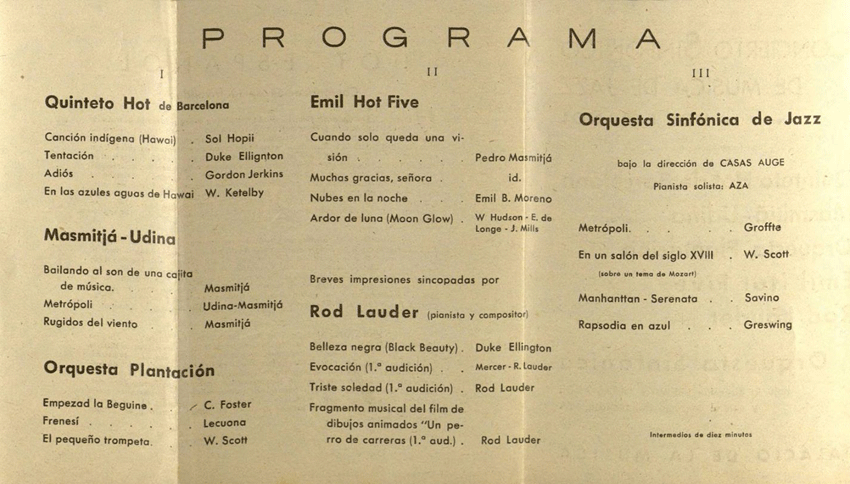 PROGRAMA
I
Quinteto Hot de Barcelona
Canción indígena (Hawai) . Sol Hopii
Tentación . . . . Duke Ellignton
Adiós . . . . . Gordon Jerkins
En las azules aguas de Hawai W. Ketelby
Masmitjá - Udina
Bailando al son de una cajita
de música. . . . Masmitjá
Metrópoli . . . . Udina-Masmitjá
Rugidos del viento . . Masmitjá
Orquesta Plantación
Empezad la Beguine . . C. Foster
Frenesí . . . . Lecuona
El pequeño trompeta. . W. Scott
II
Emil Hot Five
Cuando solo queda una vi-
sión . . . . . Pedro Masmitjá
Muchas gracias, señora . id.
Nubes en la noche . . Emil B. Moreno
Ardor de luna (Moon Glow) . W Hudson - E. de
Longe - J. Mills
Breves impresiones sincopadas por
Rod Lauder (pianista y compositor)
Belleza negra (Black Beauty) . Duke Ellington
Evocación (1.ª audición) . . Mercer - R. Lauder
Triste soledad (1.ª audición) . Rod Lauder
Fragmento musical del film de
dibujos animados "Un pe-
rro de carreras (1.ª aud.) . Rod Lauder
III
Orquesta Sinfónica de Jazz
bajo la dirección de CASAS AUGE
Pianista solista: AZA
Metrópoli. . . . . Groffte
En un salón del siglo XVIII . W. Scott
(sobre un tema de Mozart)
Manhanttan - Serenata . . Savino
Rapsodia en azul . . . Greswing
Intermedios de diez minutos